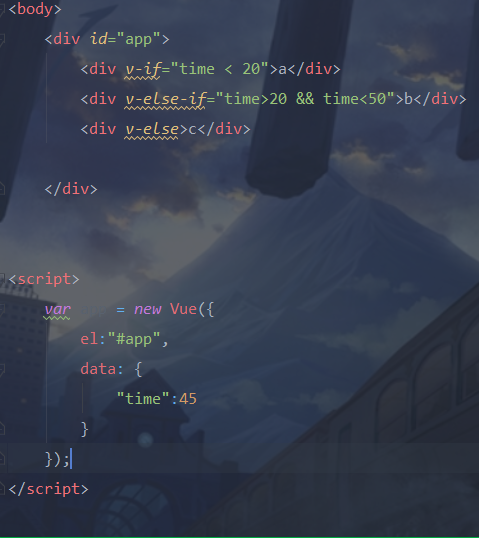 <body>
<div id="app">
<div v-if="time < 20">a</div>
<div v-else-if="time>20 && time<50">b</div>
<div v-else>c</div>
</div>
<script>
var = new Vue({
el:"#app",
data: {
"time":45
}
});
</script>